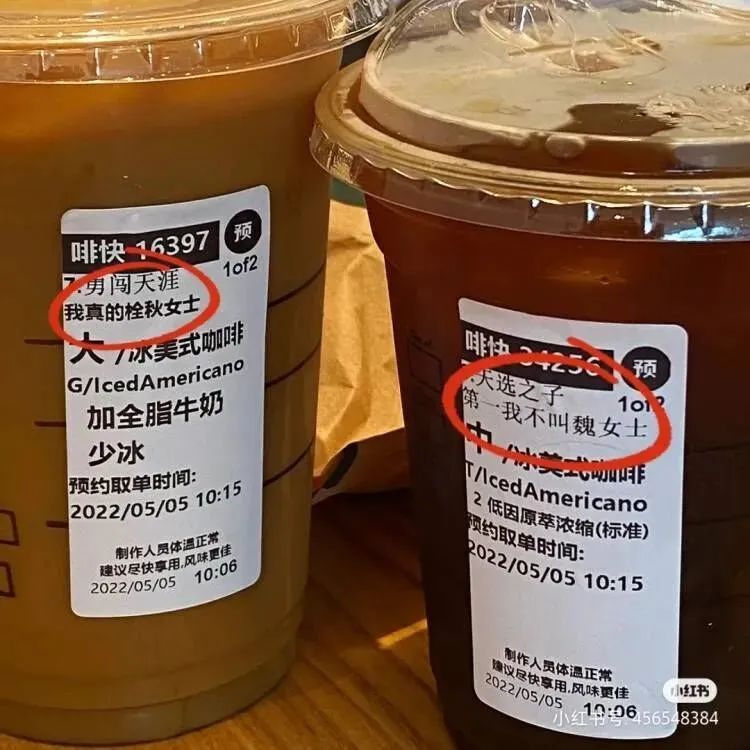 啡快 16397
预
1of2
7.勇闯天涯
我真的栓秋女士
大 /冰美式咖啡
G/IcedAmericano
加全脂牛奶
少冰
预约取单时间:
2022/05/05 10:15
制作人员体温正常
建议尽快享用,风味更佳
2022/05/05 10:06
啡快 34256
预
1of2
.天选之子
第一我不叫魏女士
中 /冰美式咖啡
T/IcedAmericano
2 低因原萃浓缩(标准)
预约取单时间:
2022/05/05 10:15
制作人员体温正常
建议尽快享用,风味更佳
2022/05/05 10:06
小红书
小红书号: 456548384